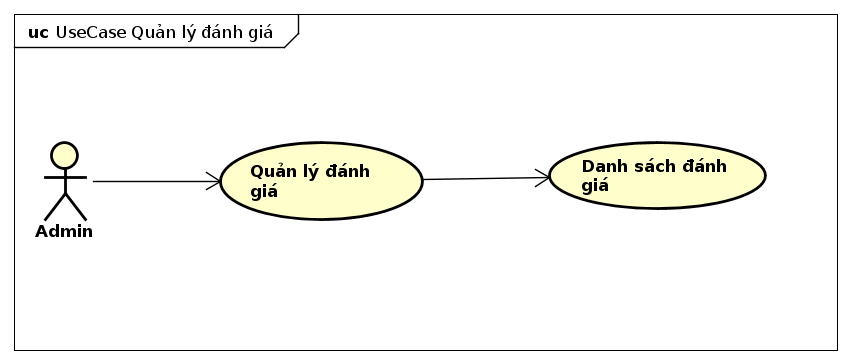 uc UseCase Quản lý đánh giá
Quản lý đánh
giá
Danh sách đánh
giá
Admin